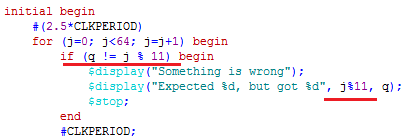 initial begin
#(2.5*CLKPERIOD)
for (j=0; j<64; j=j+1) begin
if (q != j % 11) begin
$display("Something is wrong");
$display("Expected %d, but got %d", j%11, q);
$stop;
end
#CLKPERIOD;